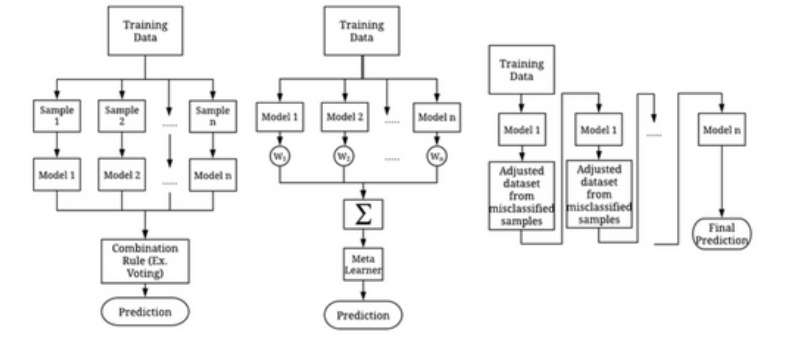 Training
Data
Sample
1
Sample
2
.....
Sample
n
Model 1
Model 2
.....
Model n
Combination
Rule (Ex.
Voting)
Prediction
Training
Data
Model 1
Model 2
.....
Model n
W1
W2
.....
Wn
Σ
Meta
Learner
Prediction
Training
Data
Model 1
Adjusted
dataset
from
misclassified
samples
Model 1
Adjusted
dataset
from
misclassified
samples
.....
Model n
Final
Prediction